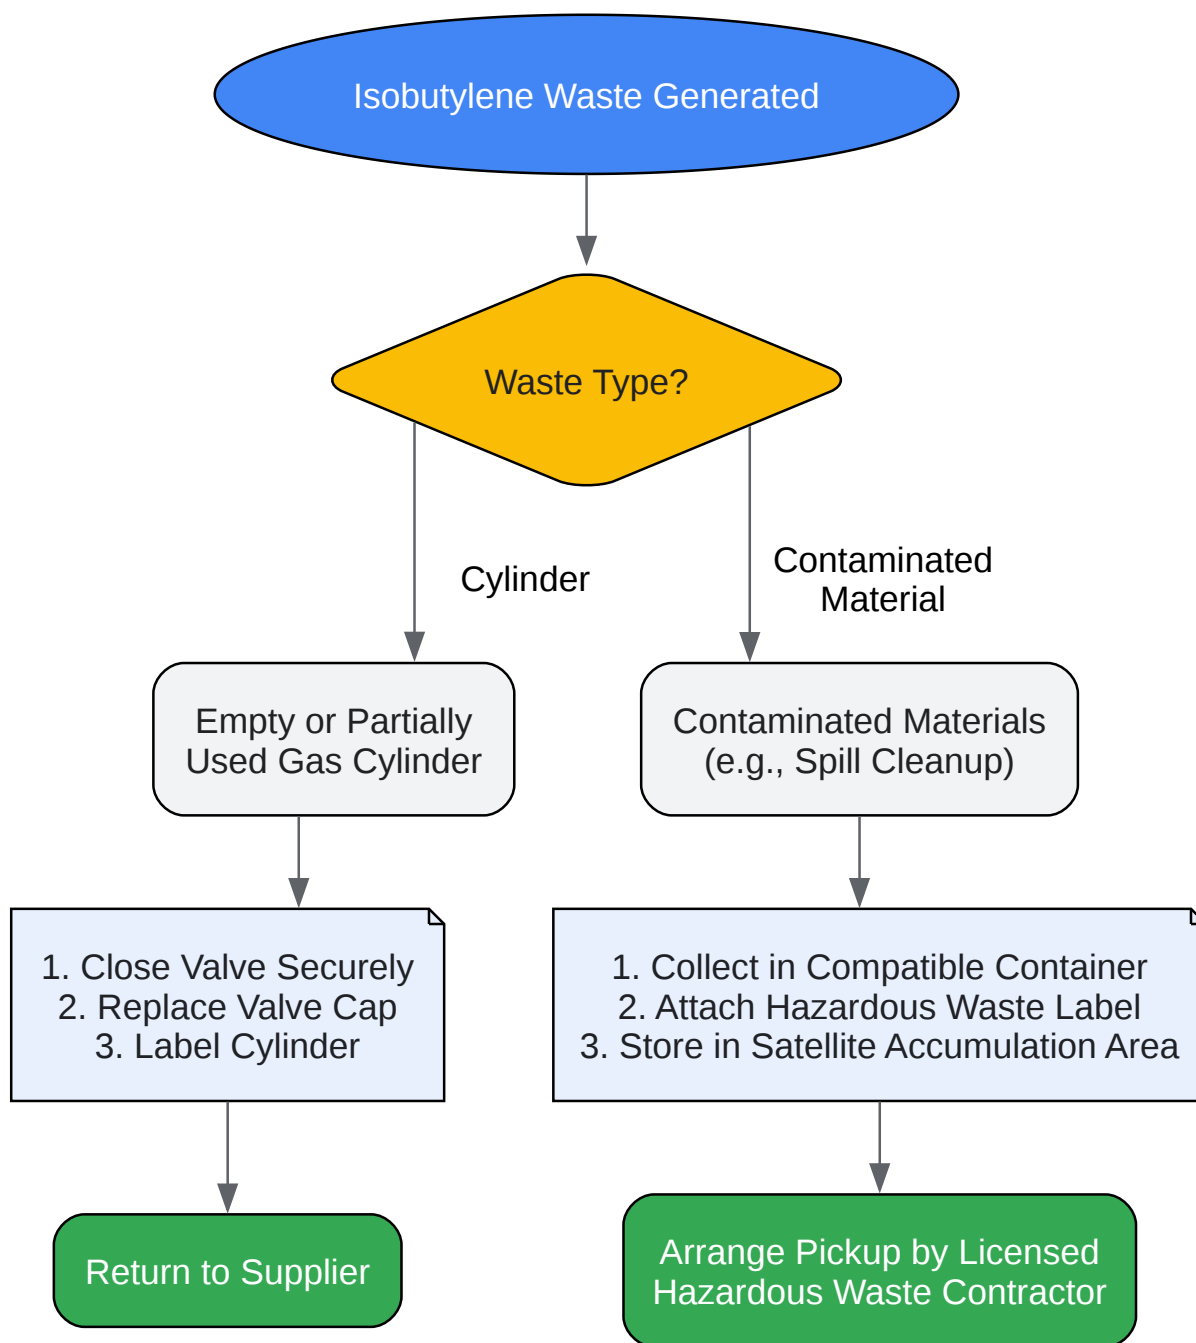 Isobutylene Waste Generated
Waste Type?
Cylinder
Contaminated
Material
Empty or Partially
Used Gas Cylinder
Contaminated Materials
(e.g., Spill Cleanup)
1. Close Valve Securely
2. Replace Valve Cap
3. Label Cylinder
1. Collect in Compatible Container
2. Attach Hazardous Waste Label
3. Store in Satellite Accumulation Area
Return to Supplier
Arrange Pickup by Licensed
Hazardous Waste Contractor